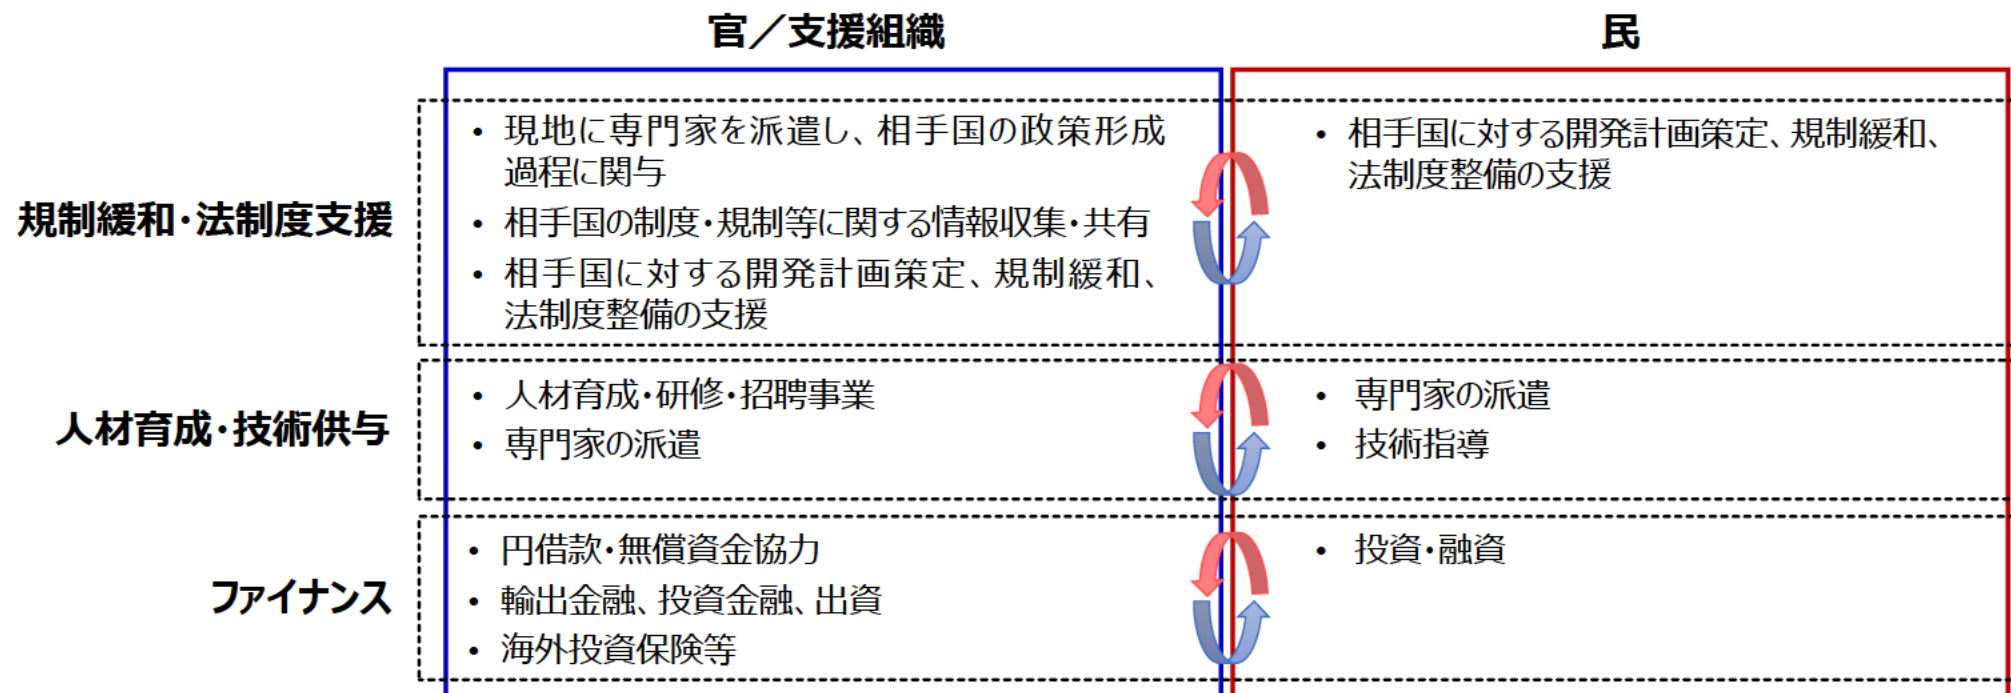 官／支援組織
民
規制緩和・法制度支援
• 現地に専門家を派遣し、相手国の政策形成
過程に関与
• 相手国の制度・規制等に関する情報収集・共有
• 相手国に対する開発計画策定、規制緩和、
法制度整備の支援
• 相手国に対する開発計画策定、規制緩和、
法制度整備の支援
人材育成・技術供与
• 人材育成・研修・招聘事業
• 専門家の派遣
• 専門家の派遣
• 技術指導
ファイナンス
• 円借款・無償資金協力
• 輸出金融、投資金融、出資
• 海外投資保険等
• 投資・融資